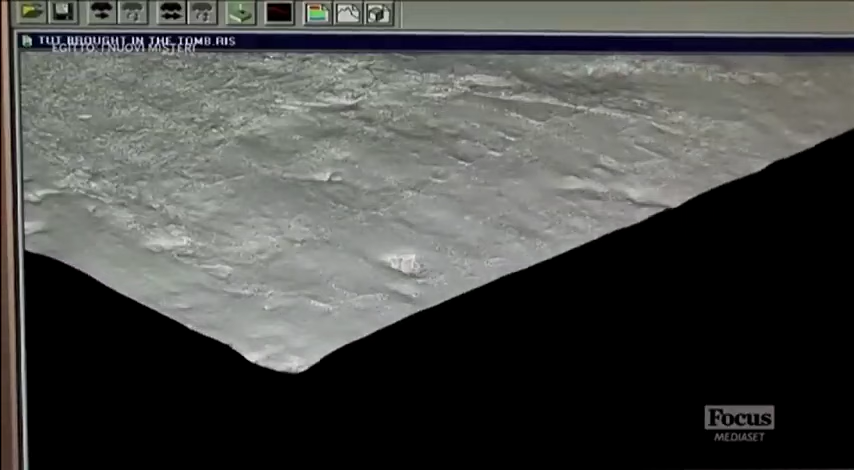 TUT BROUGHT IN THE TOMB.RIS
EGITTO: I NUOVI MISTERI
FOCUS
MEDIASET